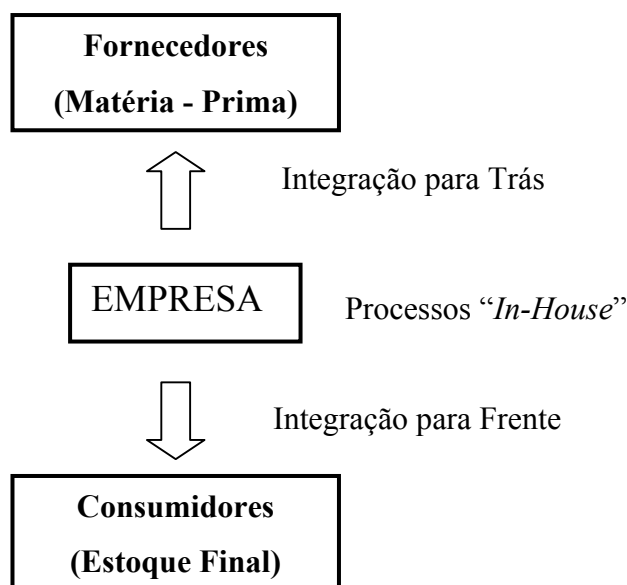 Fornecedores
(Matéria - Prima)
Integração para Trás
EMPRESA
Processos “In-House”
Integração para Frente
Consumidores
(Estoque Final)